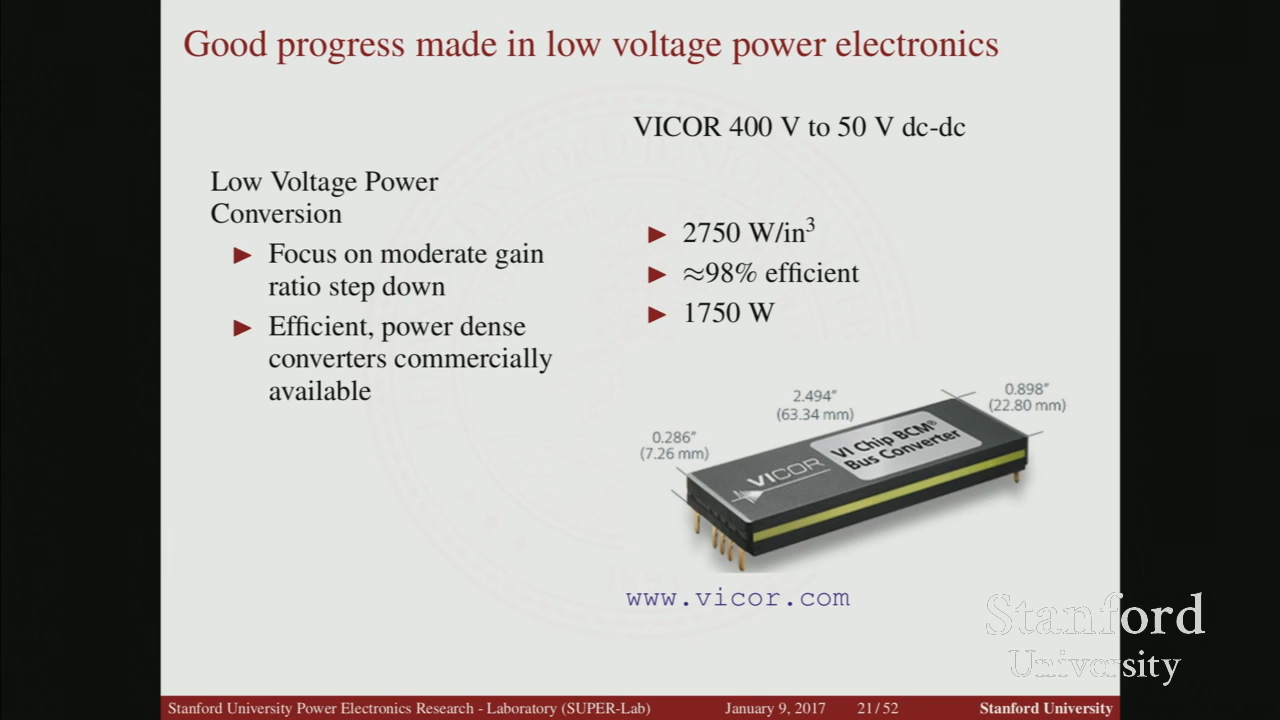 Good progress made in low voltage power electronics
VICOR 400 V to 50 V dc-dc
Low Voltage Power
Conversion
► Focus on moderate gain
ratio step down
► Efficient, power dense
converters commercially
available
► 2750 W/in³
► ≈98% efficient
► 1750 W
0.286"
(7.26 mm)
2.494"
(63.34 mm)
0.898"
(22.80 mm)
VICOR
VI Chip BCM®
Bus Converter
www.vicor.com
Stanford
University
Stanford University Power Electronics Research - Laboratory (SUPER-Lab)
January 9, 2017
21/52
Stanford University